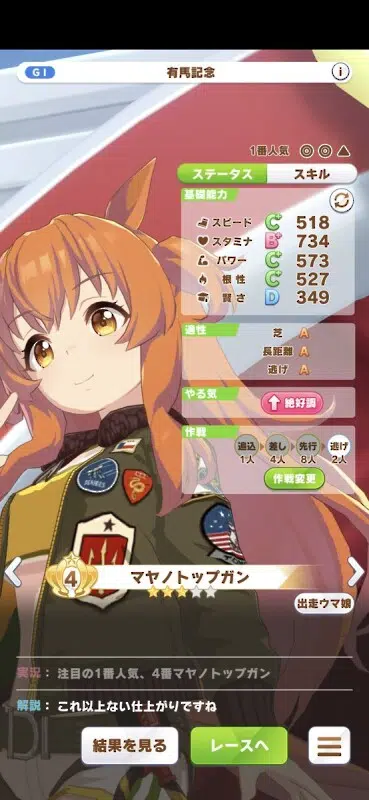 GI
有馬記念
i
1番人気 ◎ ◎ ▲
ステータス
スキル
基礎能力
スピード C+ 518
スタミナ B+ 734
パワー C+ 573
根性 C+ 527
賢さ D 349
適性
芝 A
長距離 A
逃げ A
やる気
絶好調
作戦
追込 差し 先行 逃げ
1人 4人 8人 2人
作戦変更
4
マヤノトップガン
出走ウマ娘
実況： 注目の1番人気、4番マヤノトップガン
解説： これ以上ない仕上がりですね
結果を見る
レースへ